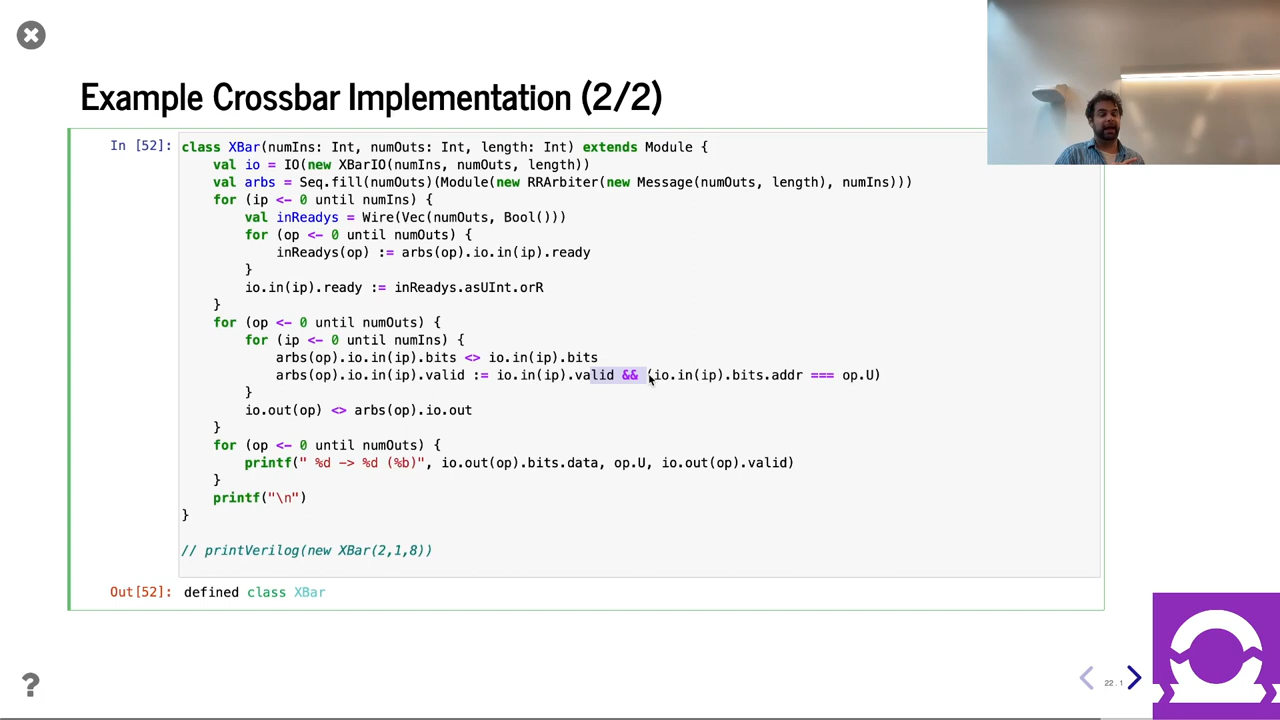 Example Crossbar Implementation (2/2)
In [52]:
class XBar(numIns: Int, numOuts: Int, length: Int) extends Module {
    val io = IO(new XBarIO(numIns, numOuts, length))
    val arbs = Seq.fill(numOuts)(Module(new RRArbiter(new Message(numOuts, length), numIns)))
    for (ip <- 0 until numIns) {
        val inReadys = Wire(Vec(numOuts, Bool()))
        for (op <- 0 until numOuts) {
            inReadys(op) := arbs(op).io.in(ip).ready
        }
        io.in(ip).ready := inReadys.asUInt.orR
    }
    for (op <- 0 until numOuts) {
        for (ip <- 0 until numIns) {
            arbs(op).io.in(ip).bits <> io.in(ip).bits
            arbs(op).io.in(ip).valid := io.in(ip).valid && (io.in(ip).bits.addr === op.U)
        }
        io.out(op) <> arbs(op).io.out
    }
    for (op <- 0 until numOuts) {
        printf(" %d -> %d (%b)", io.out(op).bits.data, op.U, io.out(op).valid)
    }
    printf("\n")
}
// printVerilog(new XBar(2,1,8))
Out[52]: defined class XBar
?
22.1